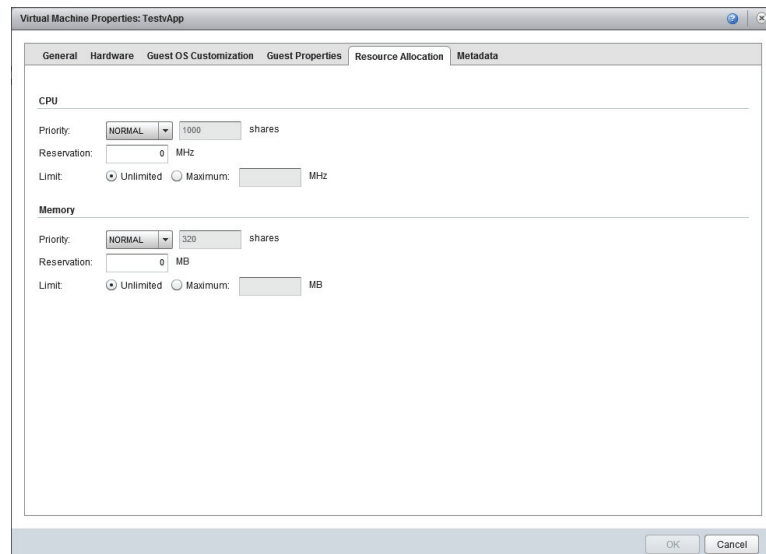 Virtual Machine Properties: TestvApp
General Hardware Guest OS Customization Guest Properties Resource Allocation Metadata
CPU
Priority: NORMAL 1000 shares
Reservation: 0 MHz
Limit: Unlimited Maximum: MHz
Memory
Priority: NORMAL 320 shares
Reservation: 0 MB
Limit: Unlimited Maximum: MB
OK Cancel